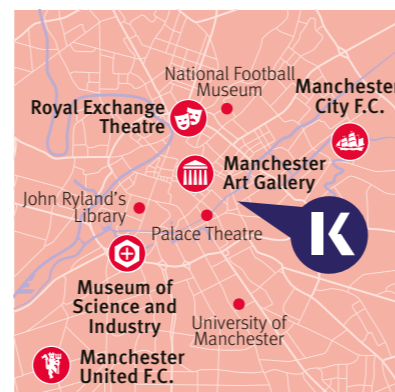 National Football
Museum
Manchester
City F.C.
Royal Exchange
Theatre
Manchester
Art Gallery
John Ryland's
Library
Palace Theatre
K
Museum of
Science and
Industry
University of
Manchester
Manchester
United F.C.